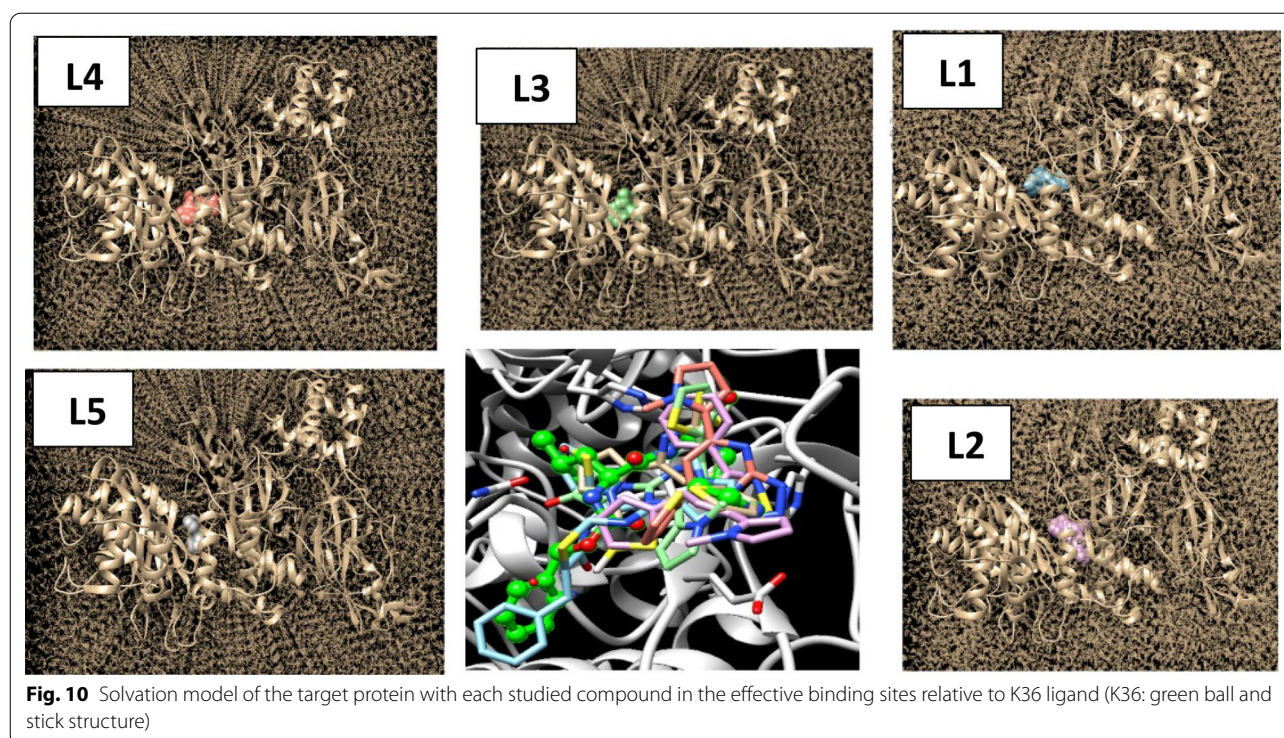 L4
L3
L1
L5
L2
Fig. 10 Solvation model of the target protein with each studied compound in the effective binding sites relative to K36 ligand (K36: green ball and
stick structure)